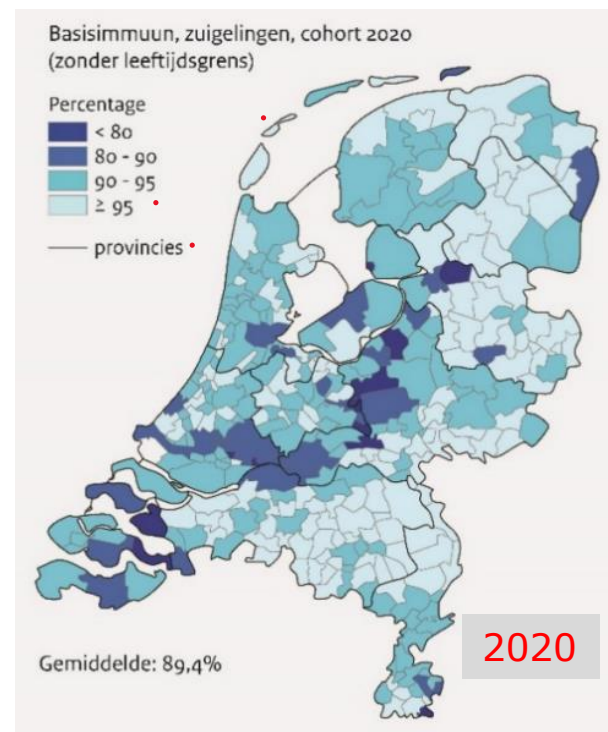 Basisimmuun, zuigelingen, cohort 2020
(zonder leeftijdsgrens)
Percentage
< 80
80 - 90
90 - 95
≥ 95
provincies
2020
Gemiddelde: 89,4%